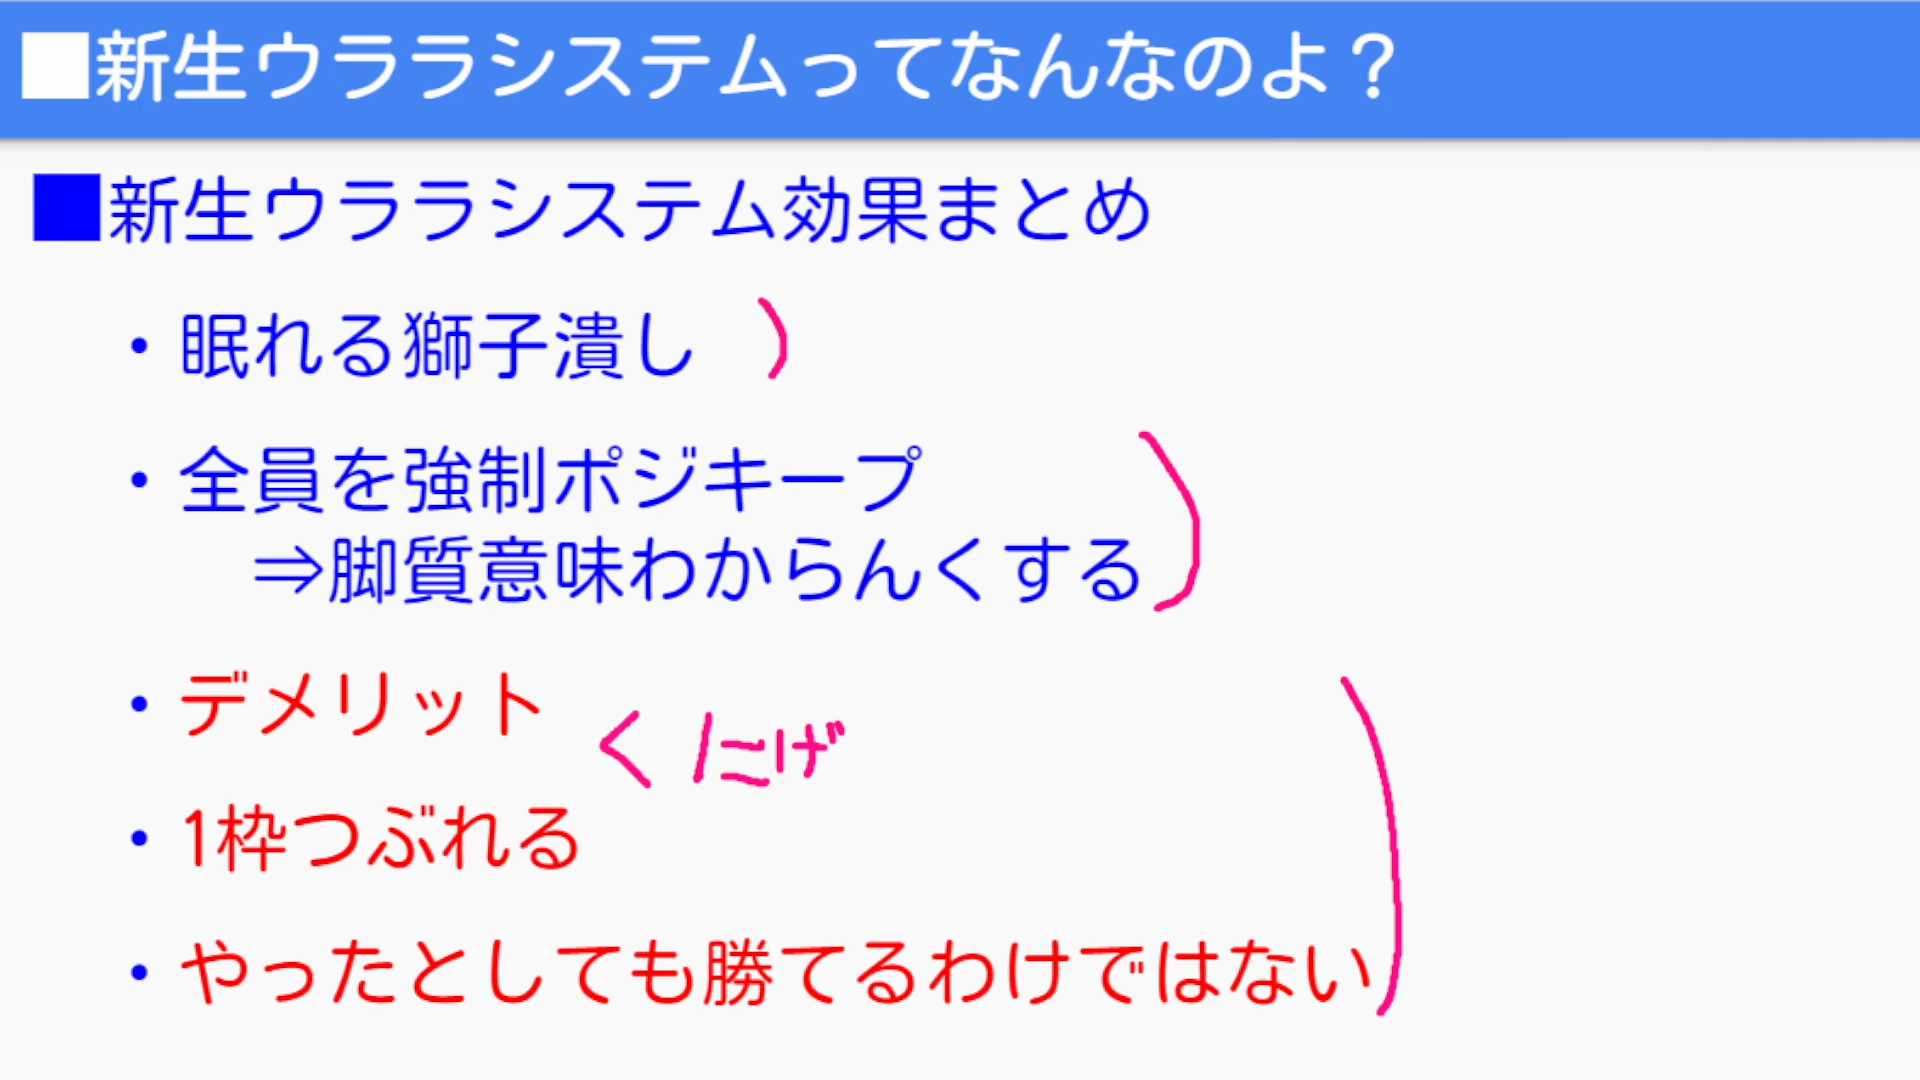 ■新生ウララシステムってなんなのよ？
■新生ウララシステム効果まとめ
・眠れる獅子潰し
・全員を強制ポジキープ
⇒脚質意味わからんくする
・デメリット
< にげ
・1枠つぶれる
・やったとしても勝てるわけではない